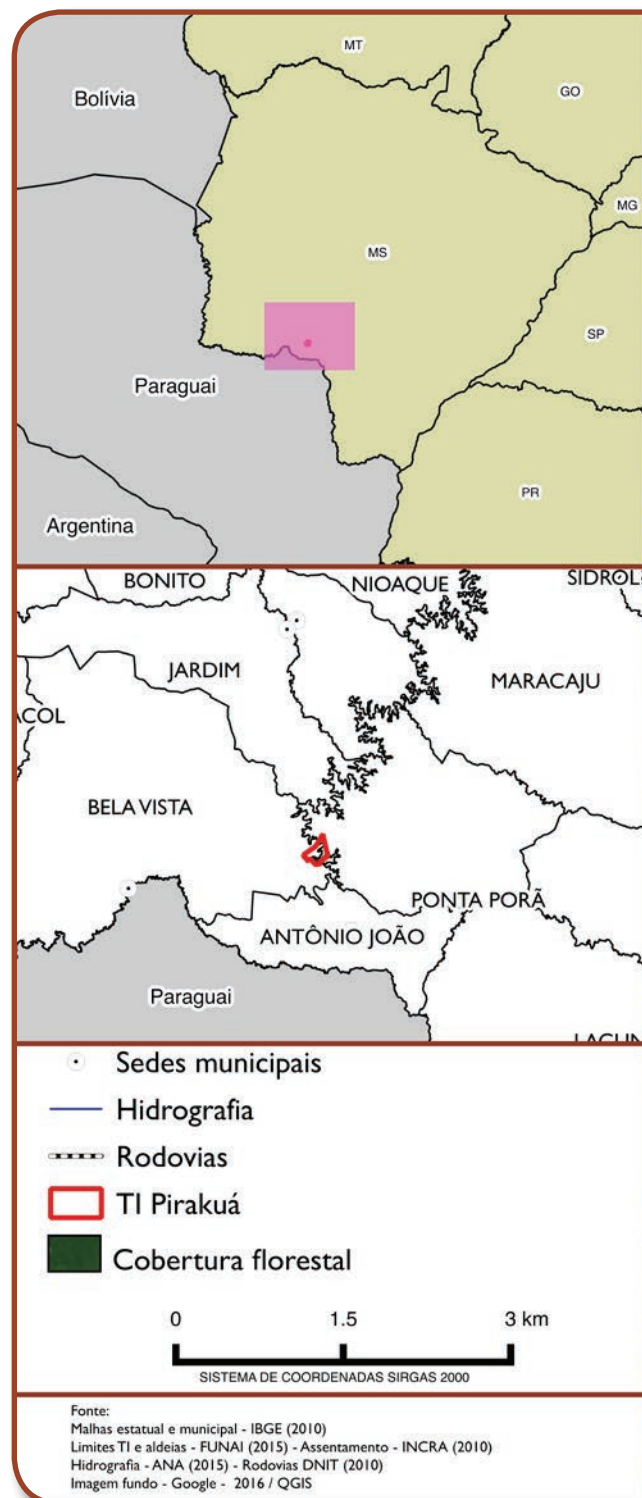 MT
Bolívia
GO
MG
MS
SP
Paraguai
PR
Argentina
BONITO
NIOAQUE
SIDROL
JARDIM
MARACAJU
ACOL
BELA VISTA
PONTA PORÃ
ANTÔNIO JOÃO
Paraguai
LAGUN
Sedes municipais
Hidrografia
Rodovias
TI Pirakuá
Cobertura florestal
0 1.5 3 km
SISTEMA DE COORDENADAS SIRGAS 2000
Fonte:
Malhas estatual e municipal - IBGE (2010)
Limites TI e aldeias - FUNAI (2015) - Assentamento - INCRA (2010)
Hidrografia - ANA (2015) - Rodovias DNIT (2010)
Imagem fundo - Google - 2016 / QGIS